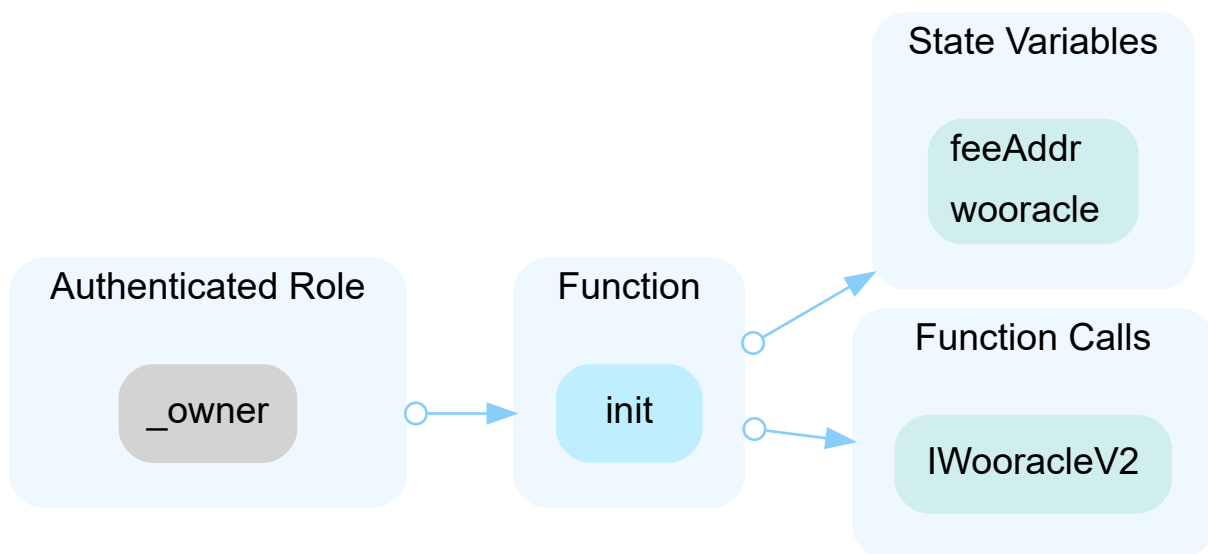 State Variables
feeAddr
wooracle
Authenticated Role
_owner
Function
init
Function Calls
IWooracleV2